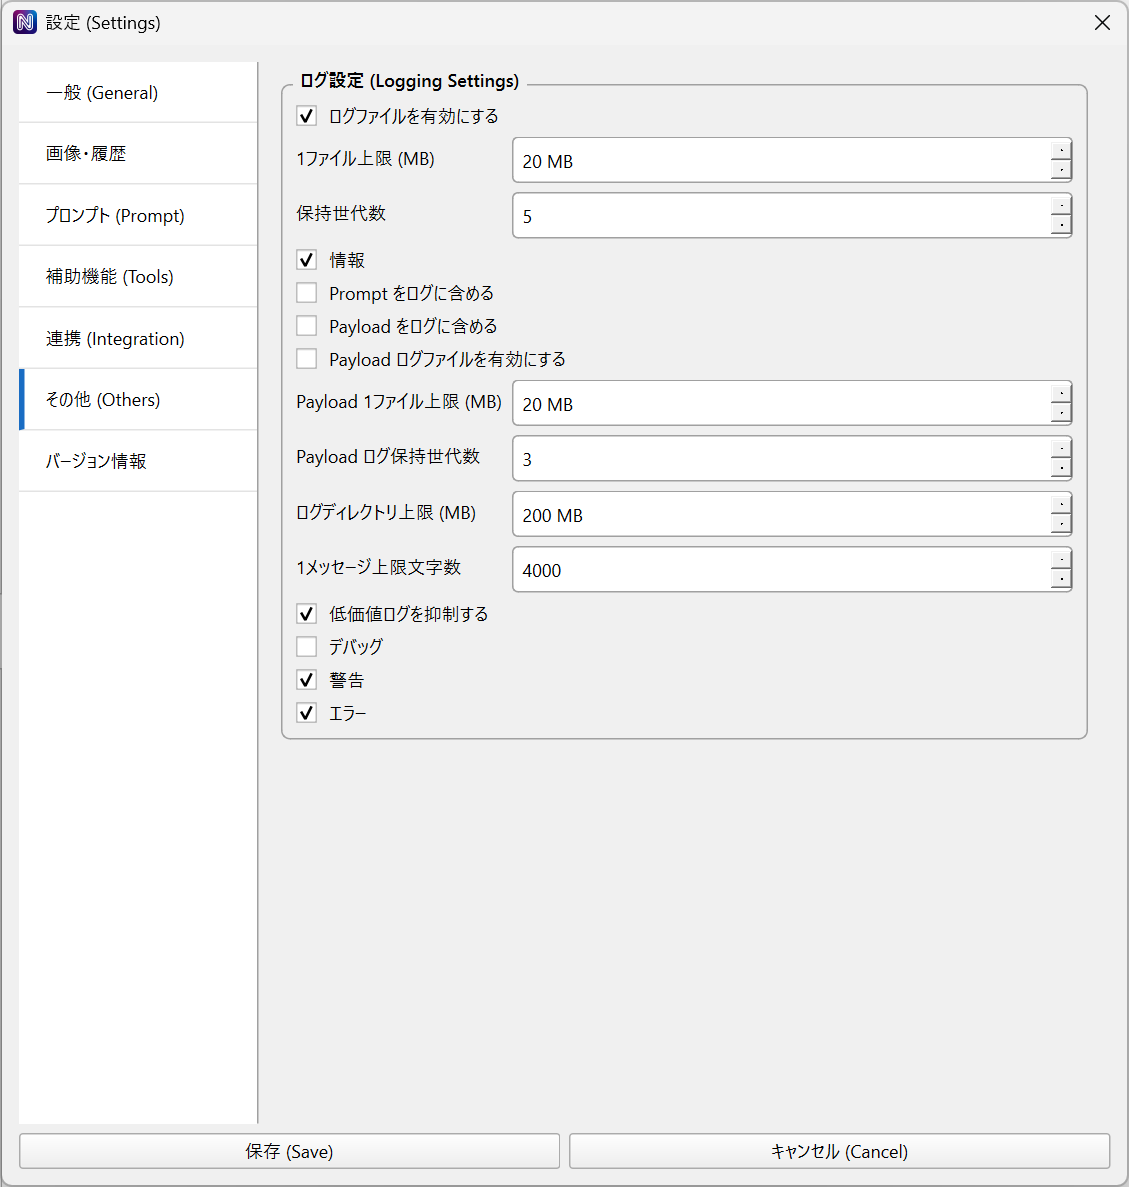 設定 (Settings)
一般 (General)
画像・履歴
プロンプト (Prompt)
補助機能 (Tools)
連携 (Integration)
その他 (Others)
バージョン情報
ログ設定 (Logging Settings)
ログファイルを有効にする
1ファイル上限 (MB)
20 MB
保持世代数
5
情報
Prompt をログに含める
Payload をログに含める
Payload ログファイルを有効にする
Payload 1ファイル上限 (MB)
20 MB
Payload ログ保持世代数
3
ログディレクトリ上限 (MB)
200 MB
1メッセージ上限文字数
4000
低価値ログを抑制する
デバッグ
警告
エラー
保存 (Save)
キャンセル (Cancel)